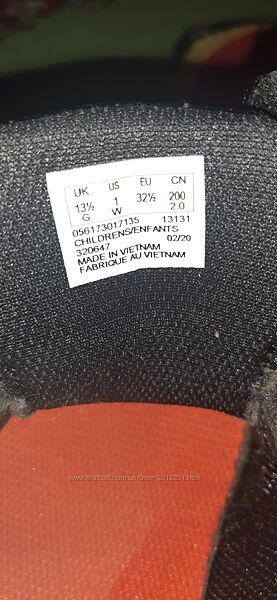 UK US EU CN
13½ 1 32½ 200
G W 2.0
056173017135 13131
CHILDRENS/ENFANTS
320647 02/20
MADE IN VIETNAM
FABRIQUE AU VIETNAM